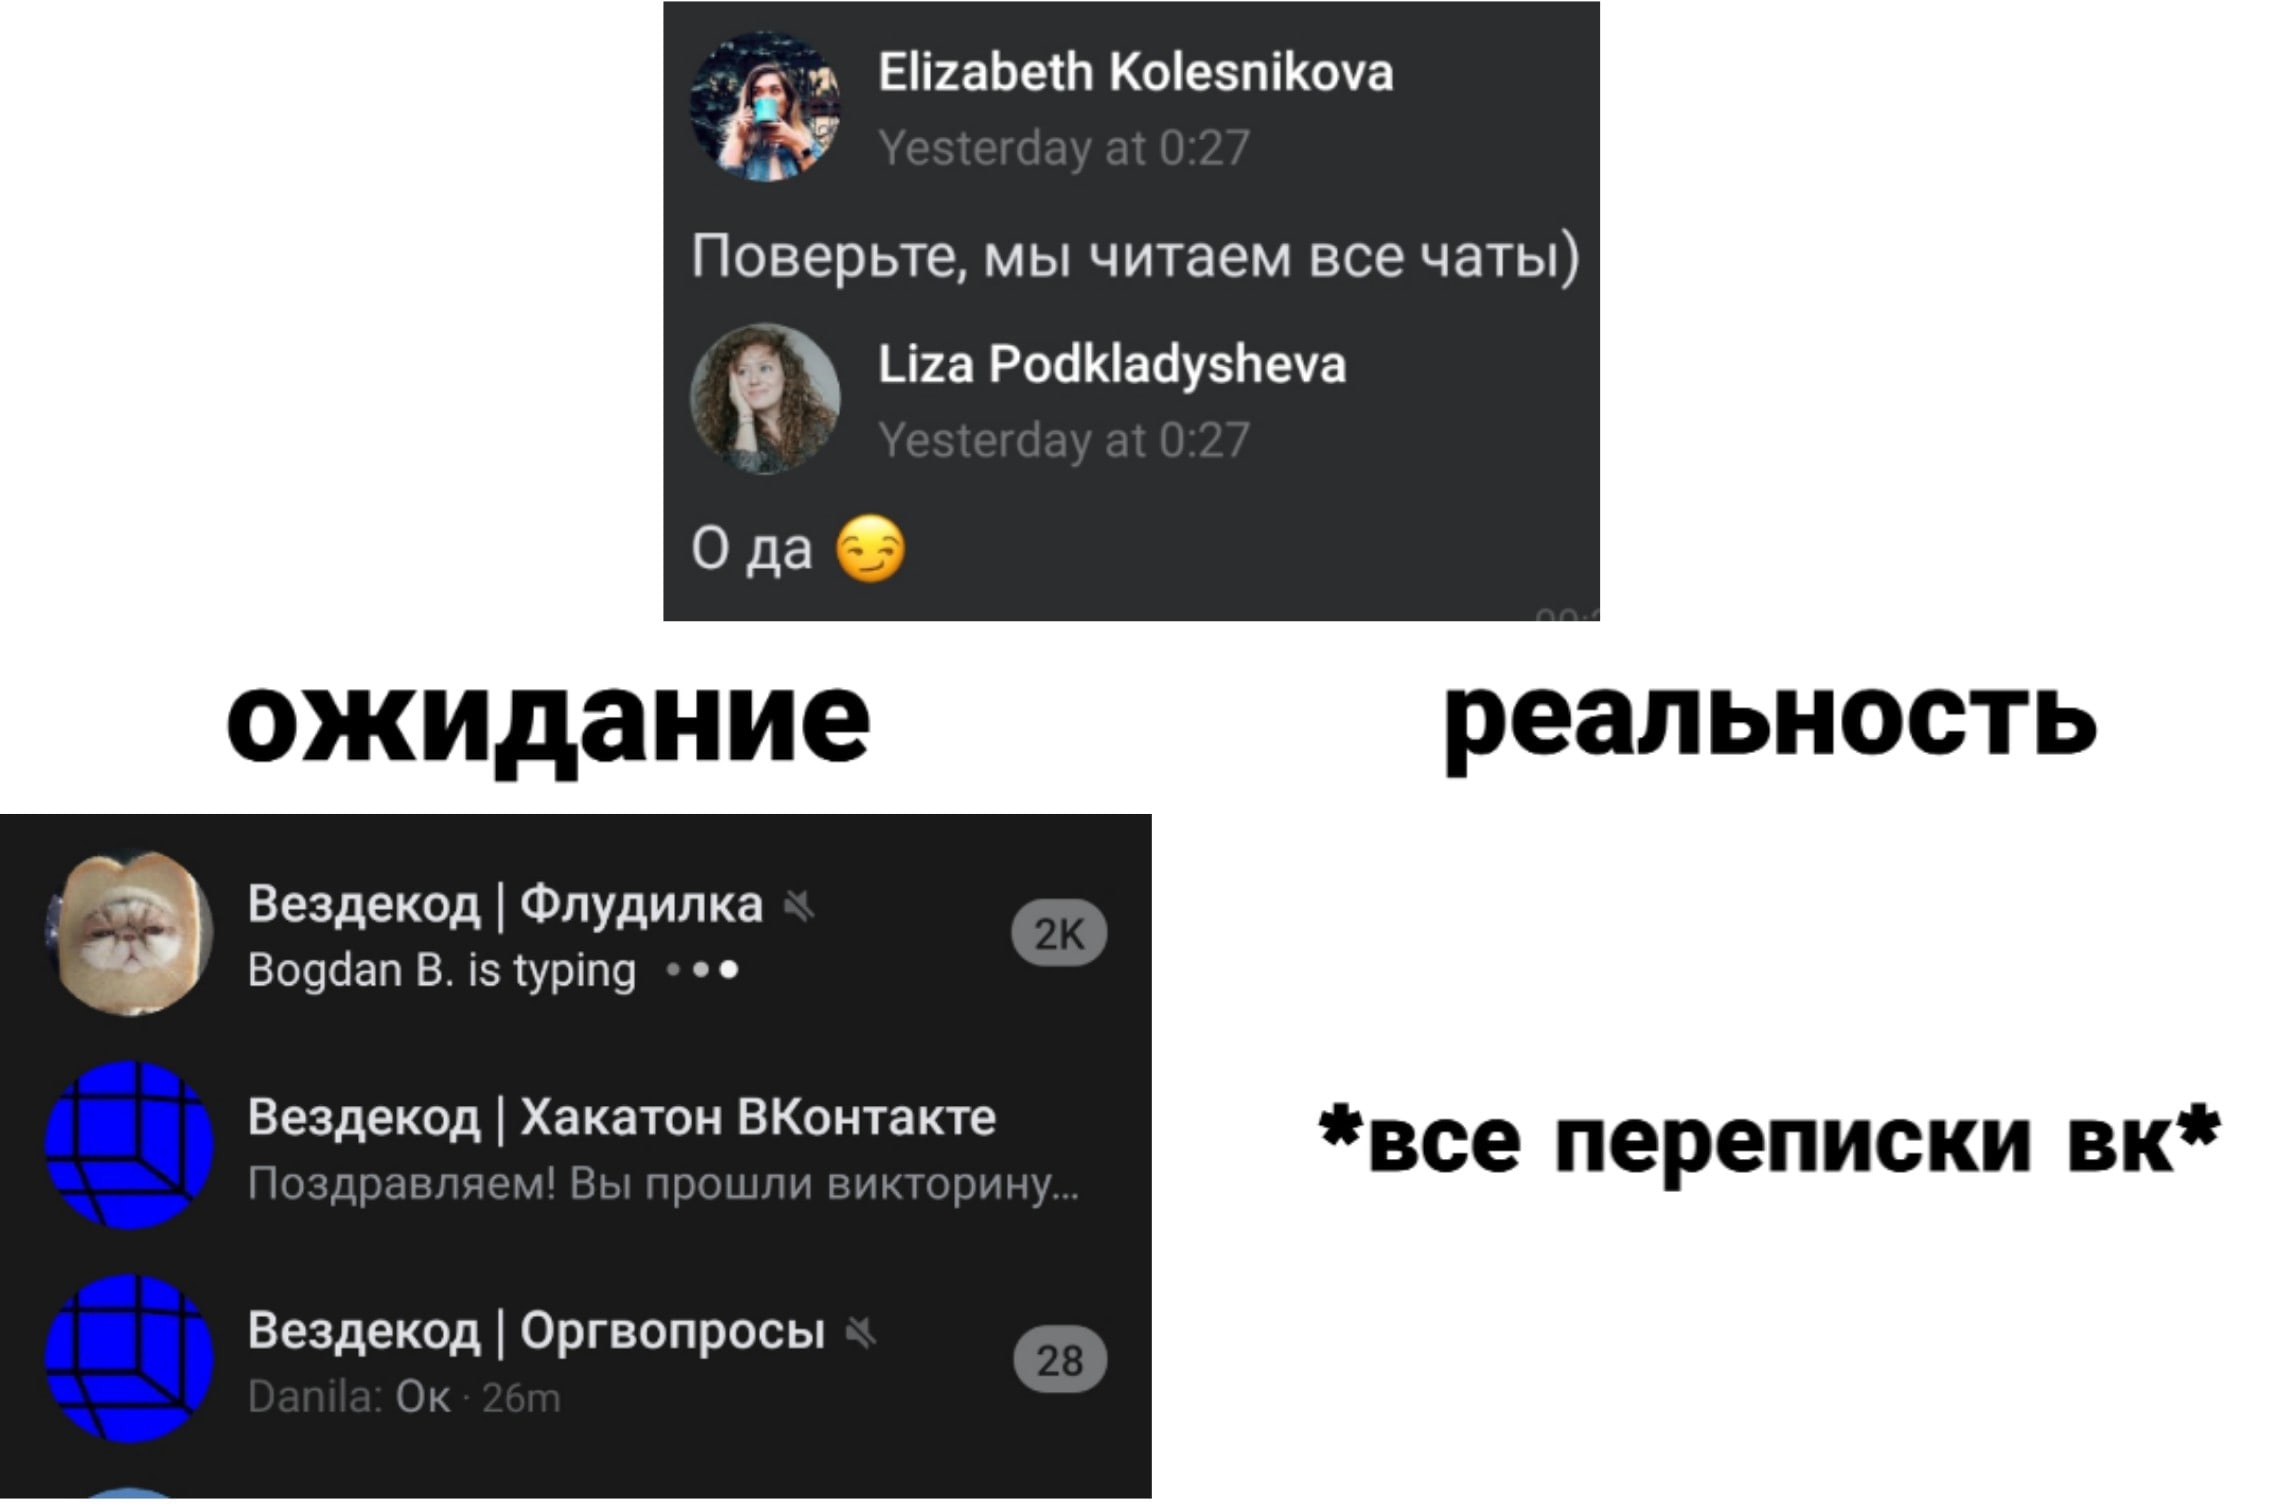 Elizabeth Kolesnikova
Yesterday at 0:27
Поверьте, мы читаем все чаты)
Liza Podkladysheva
Yesterday at 0:27
О да 😏
ожидание
реальность
Вездекод | Флудилка
2K
Bogdan B. is typing
Вездекод | Хакатон ВКонтакте
Поздравляем! Вы прошли викторину...
Вездекод | Оргвопросы
28
Danila: Ок · 26m
*все переписки вк*